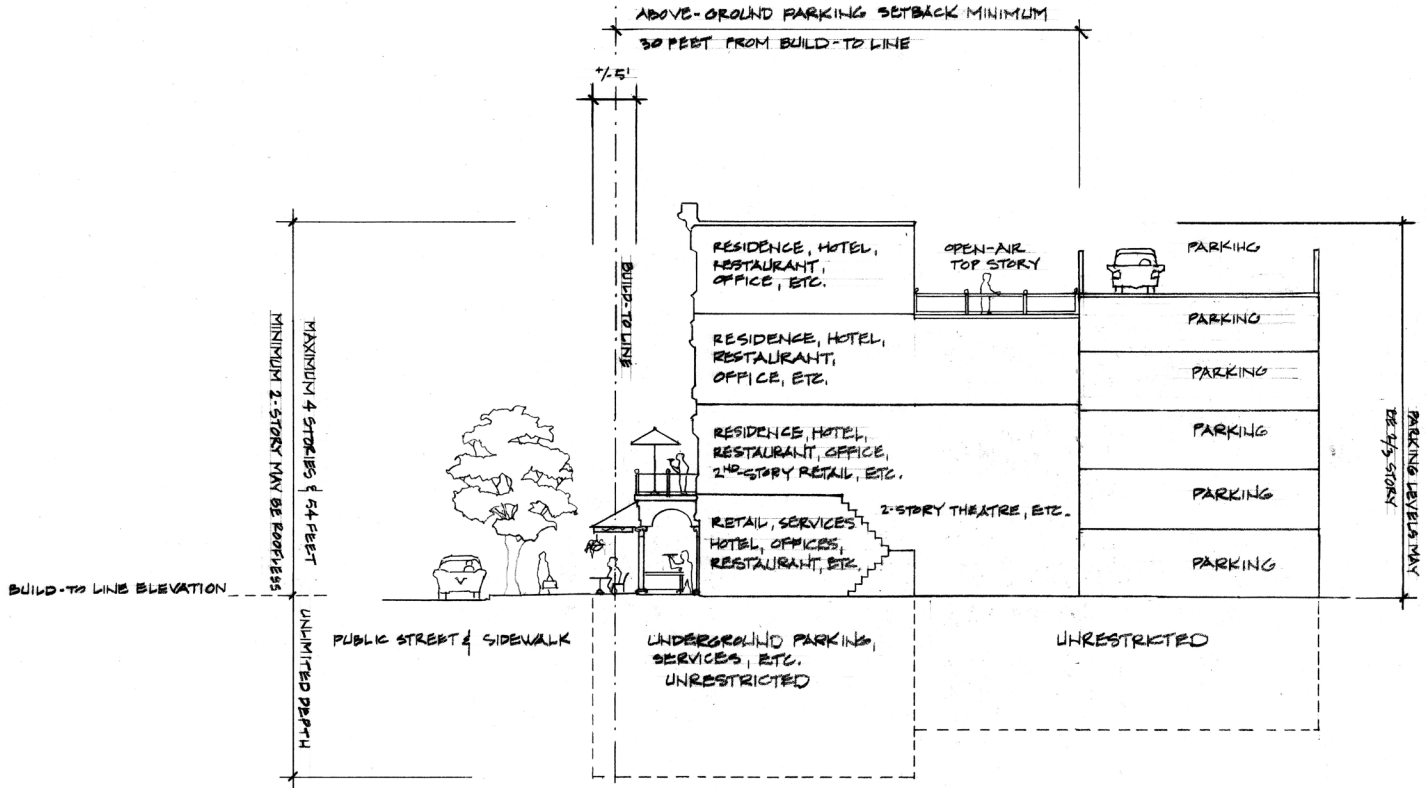 ABOVE-GROUND PARKING SETBACK MINIMUM
30 FEET FROM BUILD-TO LINE
+/-5'
BUILD-TO LINE
RESIDENCE, HOTEL,
RESTAURANT,
OFFICE, ETC.
OPEN-AIR
TOP STORY
PARKING
PARKING
RESIDENCE, HOTEL,
RESTAURANT,
OFFICE, ETC.
PARKING
RESIDENCE, HOTEL,
RESTAURANT, OFFICE,
2ND-STORY RETAIL, ETC.
PARKING
2-STORY THEATRE, ETC.
PARKING
RETAIL, SERVICES
HOTEL, OFFICES,
RESTAURANT, ETC.
PARKING
PARKING LEVELS MAY
BE 2/3 STORY
MAXIMUM 4 STORIES & 54 FEET
MINIMUM 2-STORY MAY BE ROOFLESS
BUILD-TO LINE ELEVATION
UNLIMITED DEPTH
PUBLIC STREET & SIDEWALK
UNDERGROUND PARKING,
SERVICES, ETC.
UNRESTRICTED
UNRESTRICTED